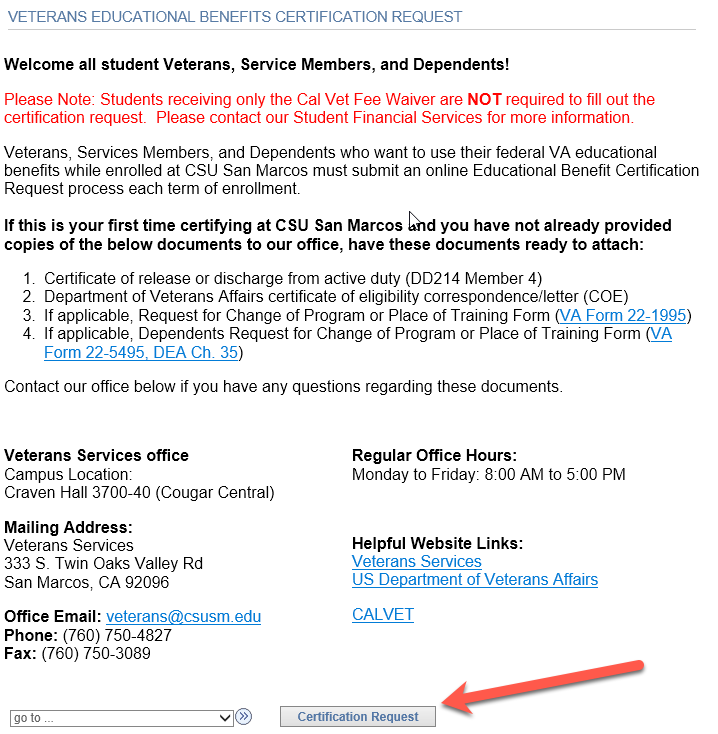 VETERANS EDUCATIONAL BENEFITS CERTIFICATION REQUEST
Welcome all student Veterans, Service Members, and Dependents!
Please Note: Students receiving only the Cal Vet Fee Waiver are NOT required to fill out the
certification request.  Please contact our Student Financial Services for more information.
Veterans, Services Members, and Dependents who want to use their federal VA educational
benefits while enrolled at CSU San Marcos must submit an online Educational Benefit Certification
Request process each term of enrollment.
If this is your first time certifying at CSU San Marcos and you have not already provided
copies of the below documents to our office, have these documents ready to attach:
1. Certificate of release or discharge from active duty (DD214 Member 4)
2. Department of Veterans Affairs certificate of eligibility correspondence/letter (COE)
3. If applicable, Request for Change of Program or Place of Training Form (VA Form 22-1995)
4. If applicable, Dependents Request for Change of Program or Place of Training Form (VA
Form 22-5495, DEA Ch. 35)
Contact our office below if you have any questions regarding these documents.
Veterans Services office
Campus Location:
Craven Hall 3700-40 (Cougar Central)
Regular Office Hours:
Monday to Friday: 8:00 AM to 5:00 PM
Mailing Address:
Veterans Services
333 S. Twin Oaks Valley Rd
San Marcos, CA 92096
Helpful Website Links:
Veterans Services
US Department of Veterans Affairs
CALVET
Office Email: veterans@csusm.edu
Phone: (760) 750-4827
Fax: (760) 750-3089
go to ...
Certification Request